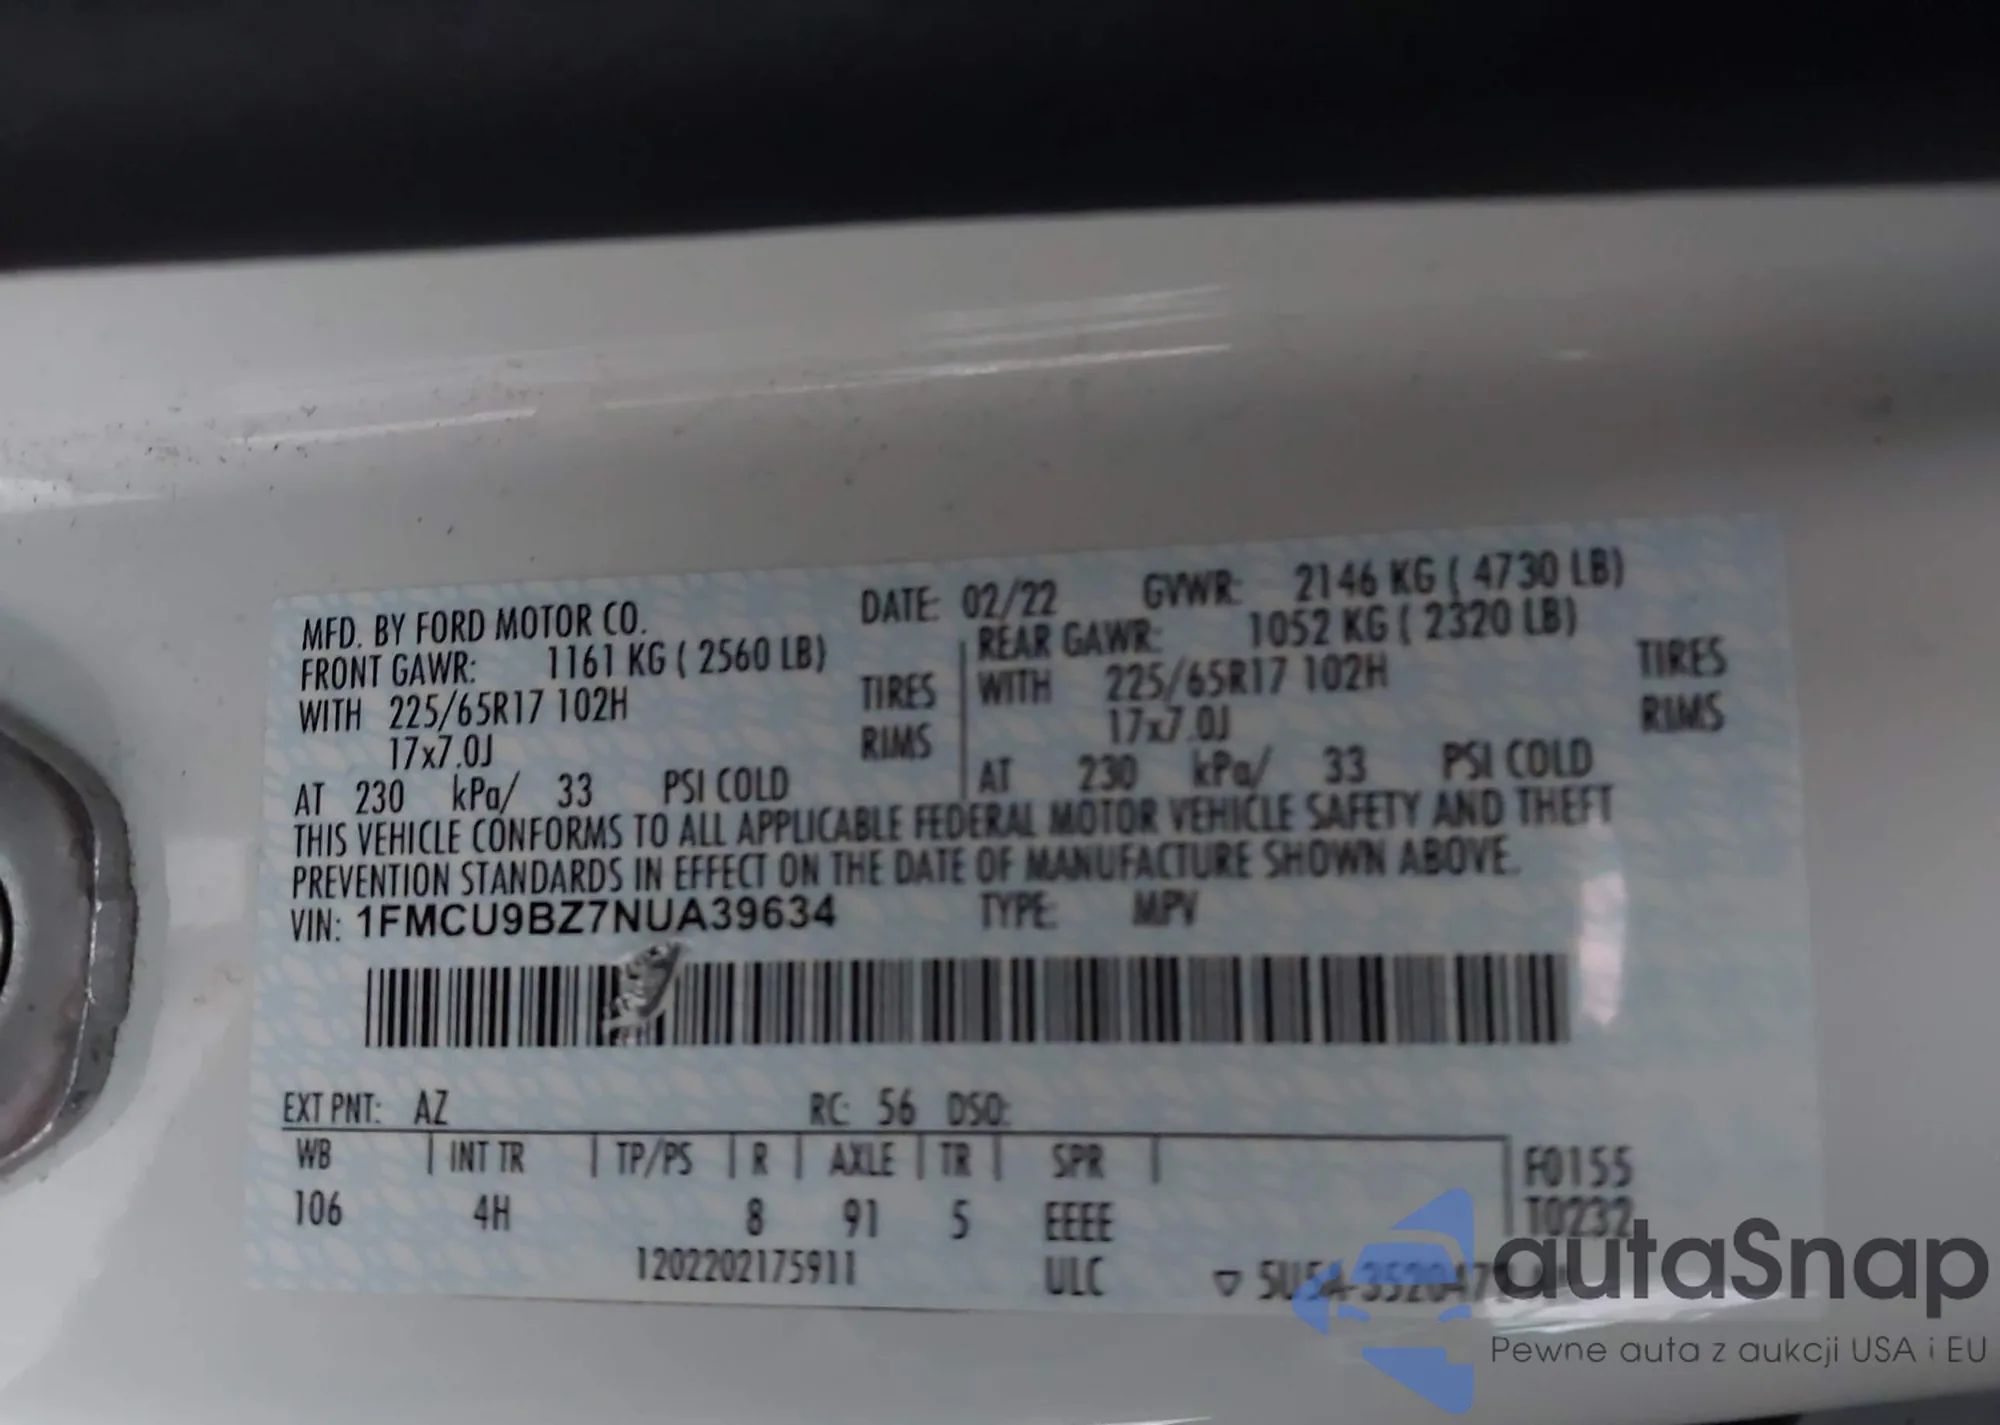 MFD. BY FORD MOTOR CO. DATE: 02/22 GVWR: 2146 KG ( 4730 LB)
FRONT GAWR: 1161 KG ( 2560 LB) REAR GAWR: 1052 KG ( 2320 LB)
WITH 225/65R17 102H TIRES WITH 225/65R17 102H TIRES
17x7.0J RIMS 17x7.0J RIMS
AT 230 kPa/ 33 PSI COLD AT 230 kPa/ 33 PSI COLD
THIS VEHICLE CONFORMS TO ALL APPLICABLE FEDERAL MOTOR VEHICLE SAFETY AND THEFT
PREVENTION STANDARDS IN EFFECT ON THE DATE OF MANUFACTURE SHOWN ABOVE.
VIN: 1FMCU9BZ7NUA39634 TYPE: MPV
EXT PNT: AZ RC: 56 DSO:
WB INT TR TP/PS R AXLE TR SPR F0155
106 4H 8 91 5 EEEE T0232
1202202175911 ULC
autaSnap
Pewne auta z aukcji USA i EU